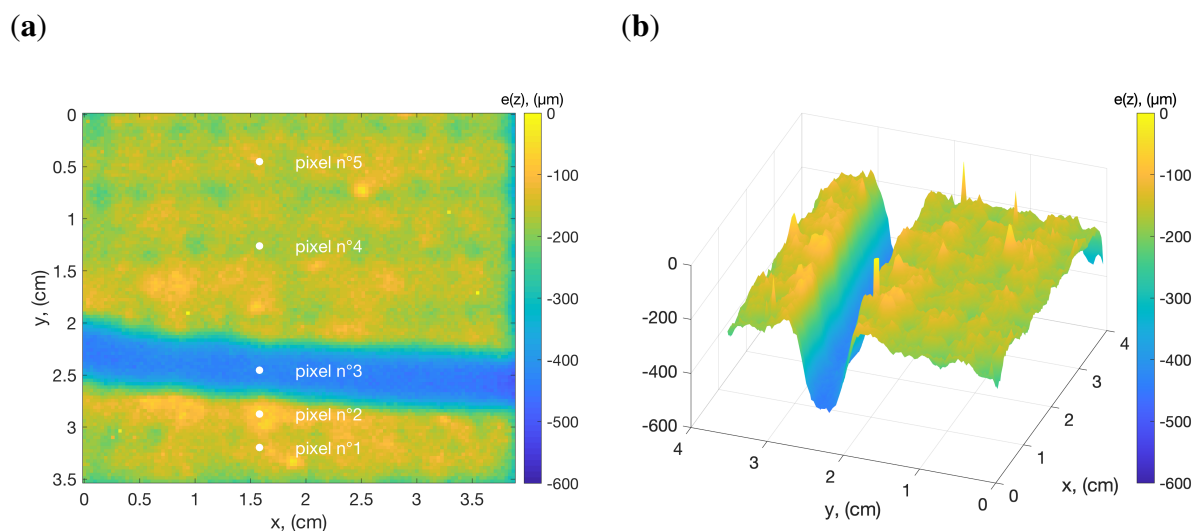 (a)
e(z), (μm)
0
0.5
1
1.5
2
2.5
3
3.5
y, (cm)
pixel n°5
pixel n°4
pixel n°3
pixel n°2
pixel n°1
0 0.5 1 1.5 2 2.5 3 3.5
x, (cm)
0
-100
-200
-300
-400
-500
-600
(b)
e(z), (μm)
0
-200
-400
-600
4 3 2 1 0
y, (cm)
0 1 2 3 4
x, (cm)
0
-100
-200
-300
-400
-500
-600